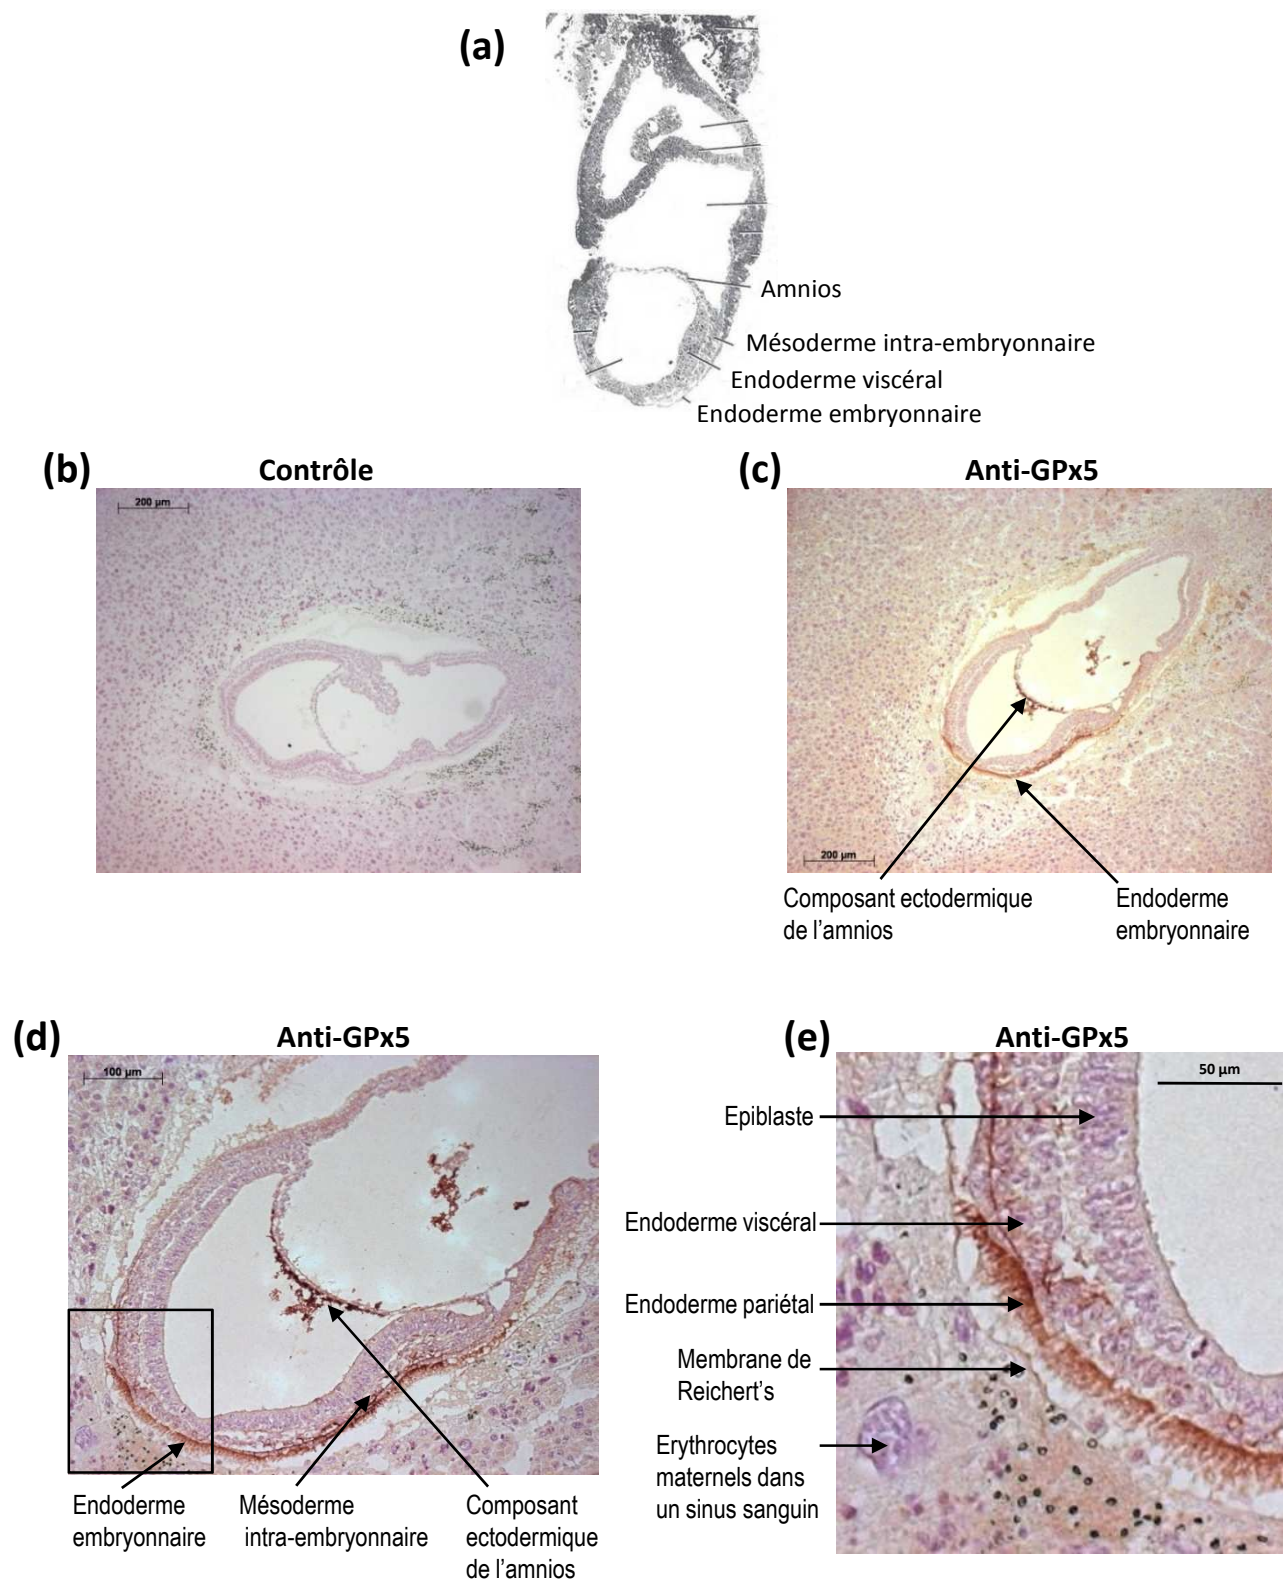 (a)
Amnios
Mésoderme intra-embryonnaire
Endoderme viscéral
Endoderme embryonnaire
(b)
Contrôle
200 µm
(c)
Anti-GPx5
200 µm
Composant ectodermique
de l'amnios
Endoderme
embryonnaire
(d)
Anti-GPx5
100 µm
Endoderme
embryonnaire
Mésoderme
intra-embryonnaire
Composant
ectodermique
de l'amnios
(e)
Anti-GPx5
50 µm
Epiblaste
Endoderme viscéral
Endoderme pariétal
Membrane de
Reichert's
Erythrocytes
maternels dans
un sinus sanguin